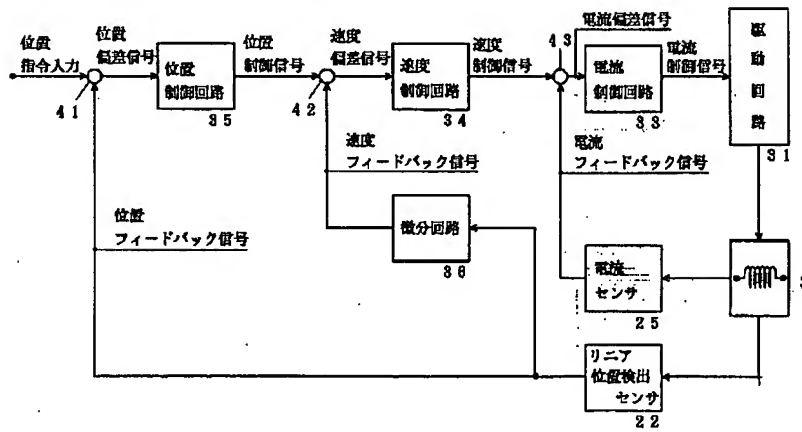 位置
指令入力
41
位置
偏差信号
位置
制御回路
35
位置
制御信号
42
速度
偏差信号
速度
制御回路
34
速度
制御信号
43
電流偏差信号
電流
制御回路
33
電流
制御信号
駆動回路
31
速度
フィードバック信号
電流
フィードバック信号
位置
フィードバック信号
微分回路
36
電流
センサ
25
リニア
位置検出
センサ
22